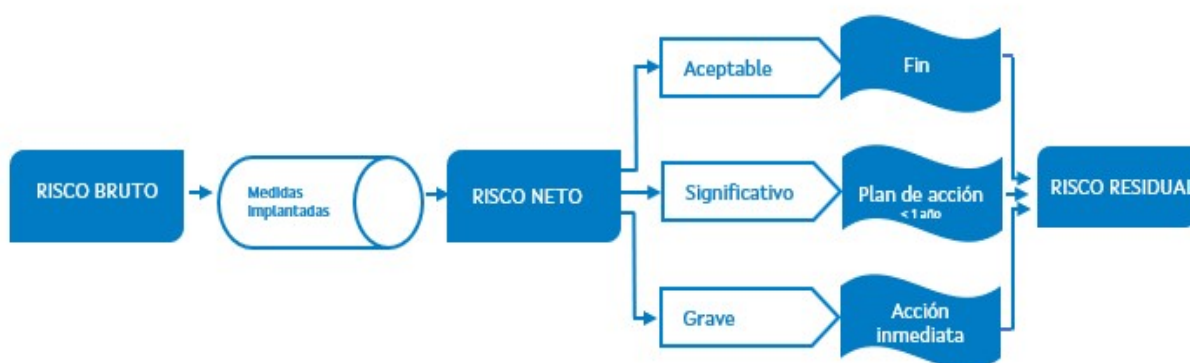 RISCO BRUTO
Medidas
Implantadas
RISCO NETO
Aceptable
Fin
Significativo
Plan de acción
< 1 año
Grave
Acción
inmediata
RISCO RESIDUAL